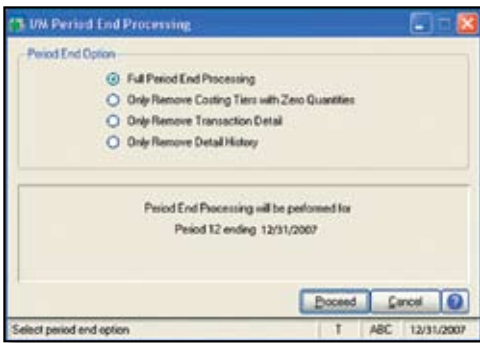 I/M Period End Processing
Period End Option
Full Period End Processing
Only Remove Costing Tiers with Zero Quantities
Only Remove Transaction Detail
Only Remove Detail History
Period End Processing will be performed for
Period 12 ending 12/31/2007
Proceed
Cancel
?
Select period end option
T
ABC
12/31/2007